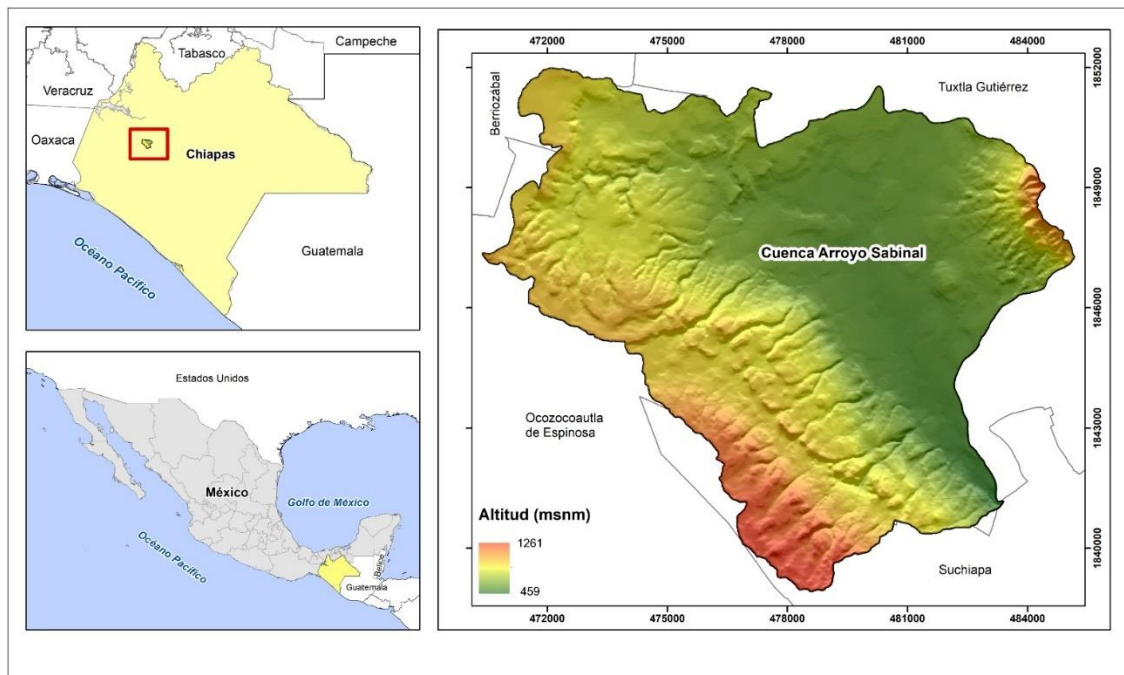 Campeche
Tabasco
Veracruz
Oaxaca
Chiapas
Guatemala
Océano Pacífico
Estados Unidos
México
Golfo de México
Océano Pacífico
Belice
Guatemala
472000
475000
478000
481000
484000
Berriozábal
Tuxtla Gutiérrez
1852000
1849000
Cuenca Arroyo Sabinal
1846000
Ocozocoautla
de Espinosa
1843000
Altitud (msnm)
1261
459
1840000
Suchiapa
472000
475000
478000
481000
484000